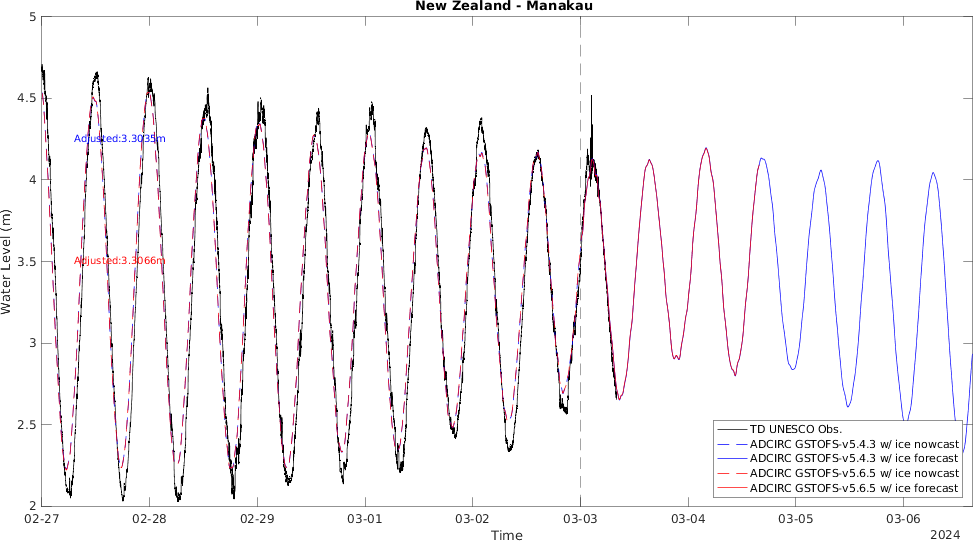 New Zealand - Manakau
5
4.5
4
3.5
3
2.5
2
Water Level (m)
Adjusted:3.3035m
Adjusted:3.3066m
TD UNESCO Obs.
ADCIRC GSTOFS-v5.4.3 w/ ice nowcast
ADCIRC GSTOFS-v5.4.3 w/ ice forecast
ADCIRC GSTOFS-v5.6.5 w/ ice nowcast
ADCIRC GSTOFS-v5.6.5 w/ ice forecast
02-27 02-28 02-29 03-01 03-02 03-03 03-04 03-05 03-06
Time
2024